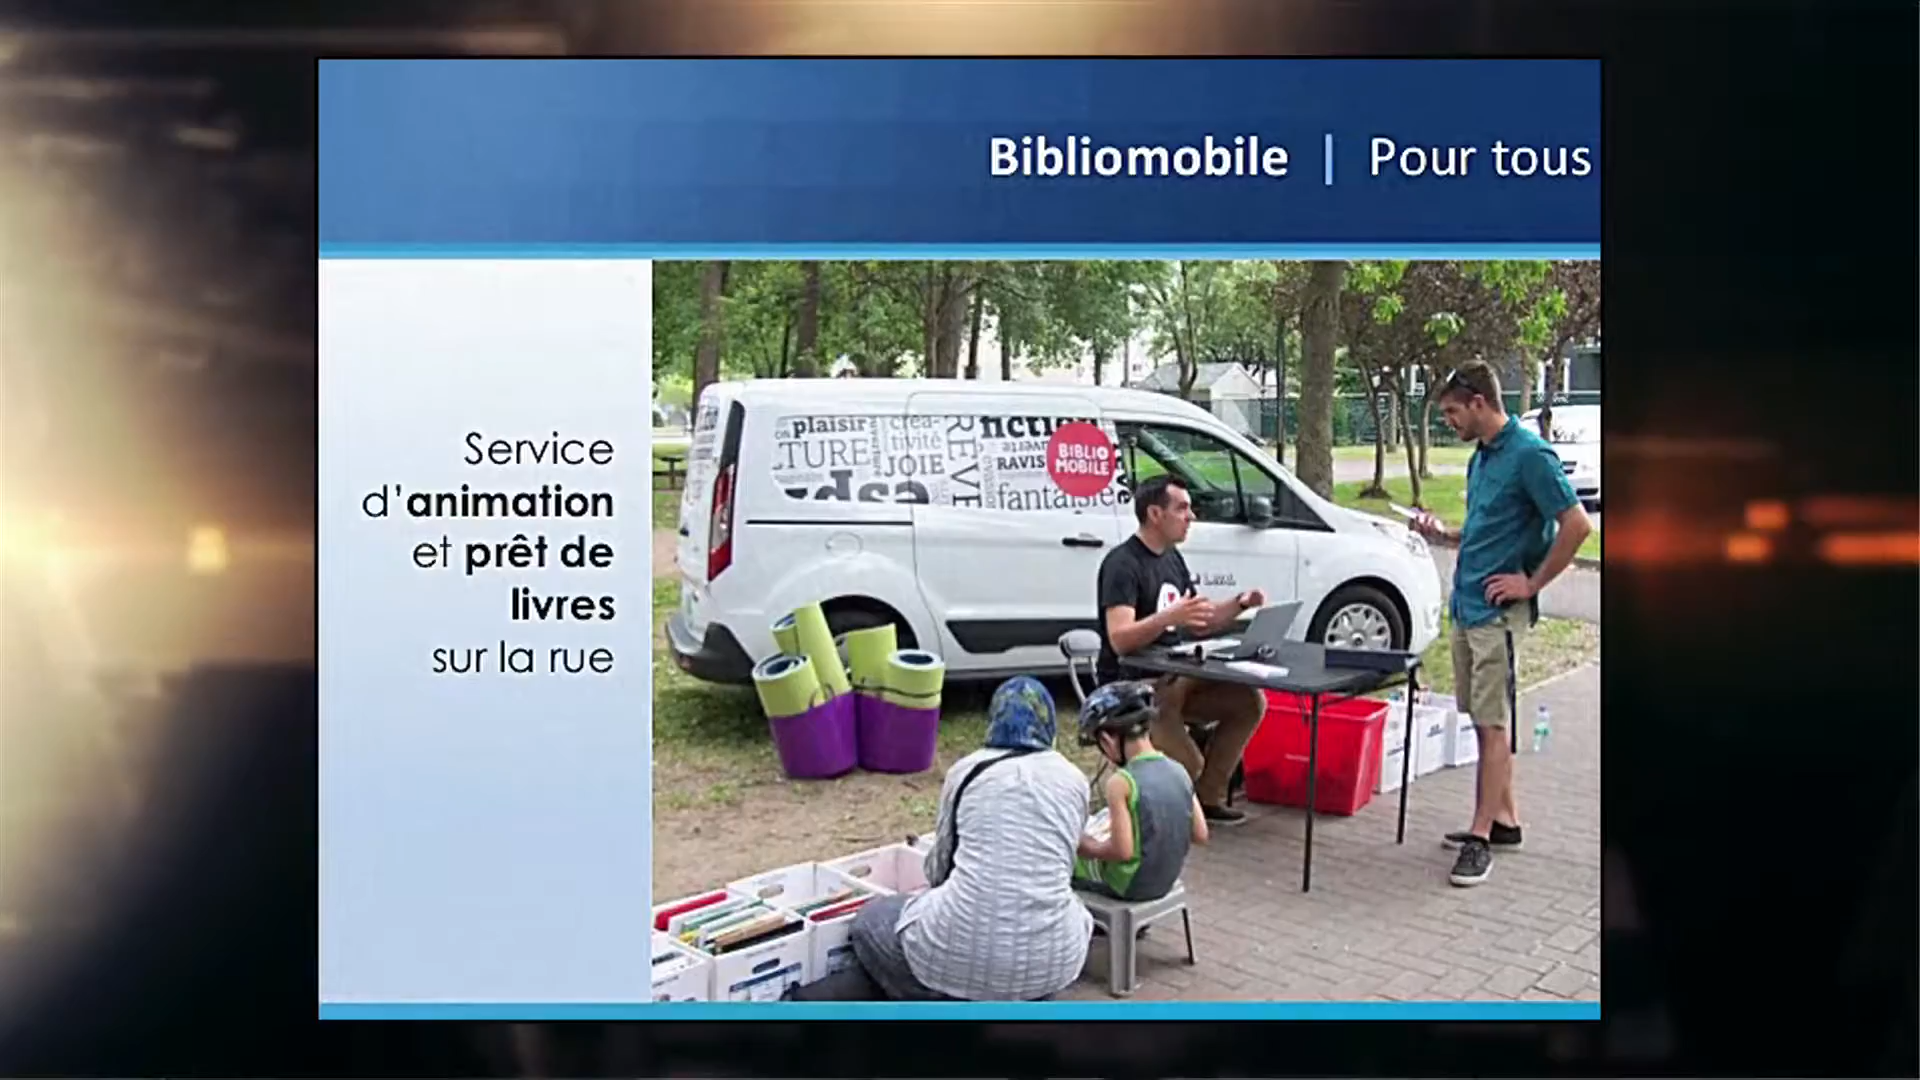 Bibliomobile | Pour tous
Service
d'animation
et prêt de
livres
sur la rue
plaisir
créa-
tivité
TURE
JOIE
RÊVE
fiction
RAVIS
fantaisie
BIBLIO
MOBILE
LAVAL